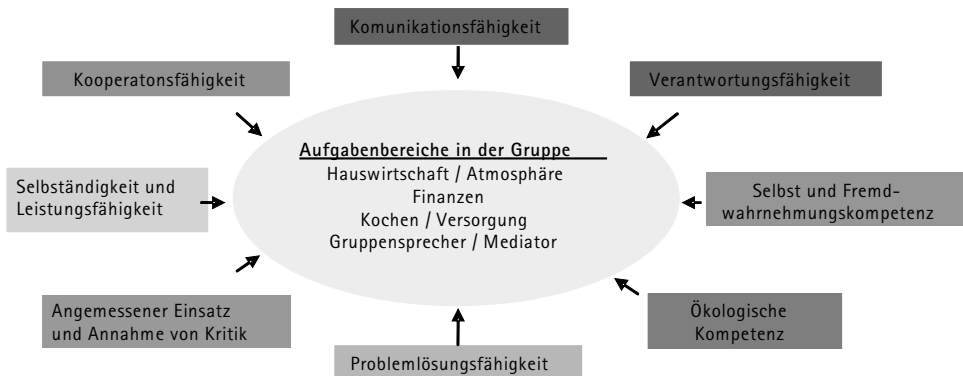 Komunikationsfähigkeit
Kooperatonsfähigkeit
Verantwortungsfähigkeit
Aufgabenbereiche in der Gruppe
Hauswirtschaft / Atmosphäre
Finanzen
Kochen / Versorgung
Gruppensprecher / Mediator
Selbständigkeit und
Leistungsfähigkeit
Selbst und Fremd-
wahrnehmungskompetenz
Angemessener Einsatz
und Annahme von Kritik
Ökologische
Kompetenz
Problemlösungsfähigkeit